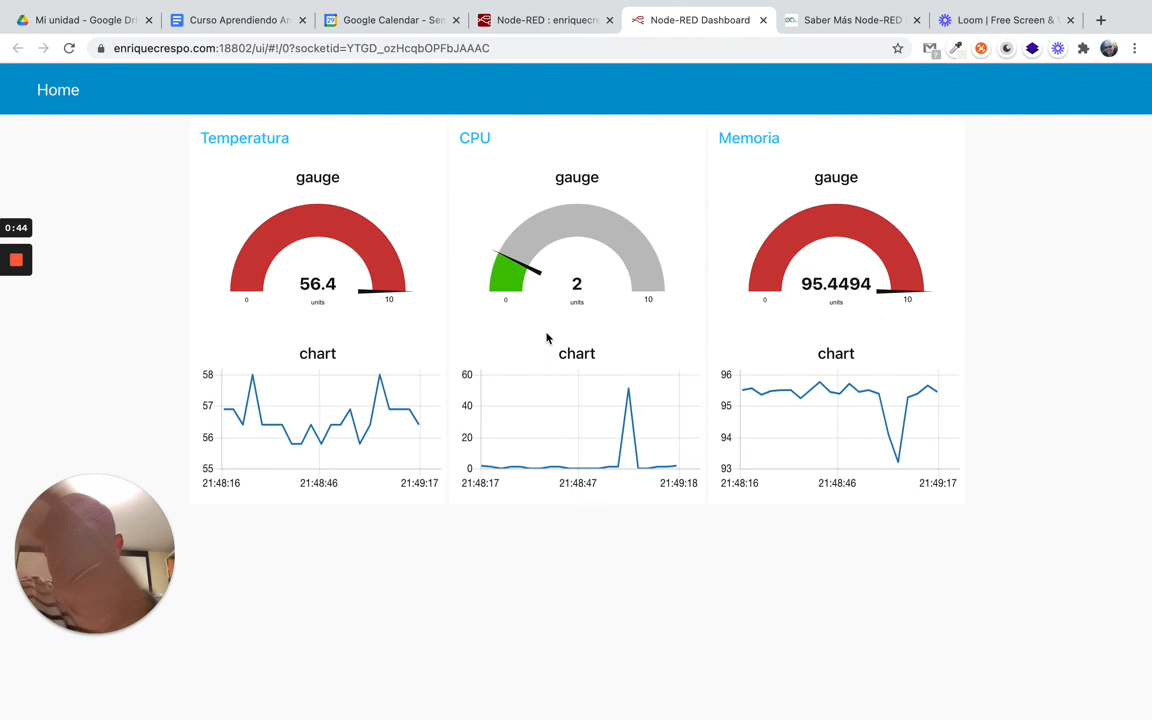 Mi unidad - Google Dri
Curso Aprendiendo Ar
Google Calendar - Sen
Node-RED : enriquecre
Node-RED Dashboard
Saber Más Node-RED
Loom | Free Screen &
enriquecrespo.com:18802/ui/#!/0?socketid=YTGD_ozHcqbOPFbJAAAC
Home
0:44
Temperatura
gauge
56.4
units
0
10
chart
58
57
56
55
21:48:16
21:48:46
21:49:17
CPU
gauge
2
units
0
10
chart
60
40
20
0
21:48:17
21:48:47
21:49:18
Memoria
gauge
95.4494
units
0
10
chart
96
95
94
93
21:48:16
21:48:46
21:49:17